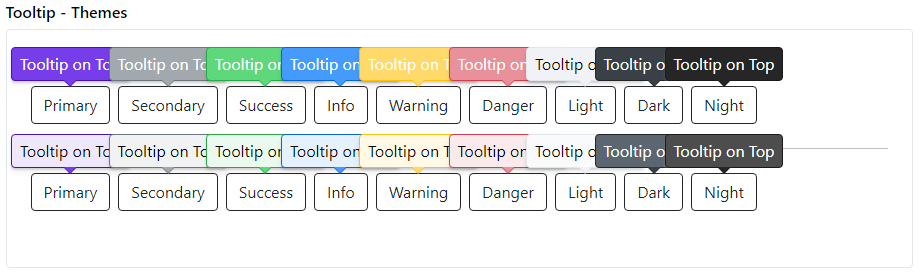 Tooltip - Themes
Tooltip on To Tooltip on To Tooltip on Tooltip on Tooltip on T Tooltip on Tooltip o Tooltip o Tooltip on Top
Primary Secondary Success Info Warning Danger Light Dark Night
Tooltip on To Tooltip on To Tooltip on Tooltip on Tooltip on T Tooltip on Tooltip o Tooltip o Tooltip on Top
Primary Secondary Success Info Warning Danger Light Dark Night